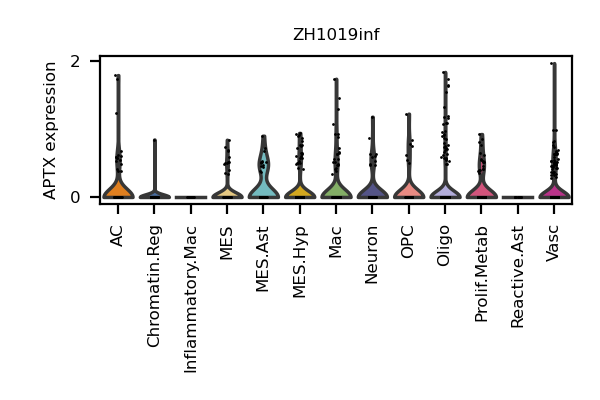 ZH1019inf
APTX expression
2
0
AC
Chromatin.Reg
Inflammatory.Mac
MES
MES.Ast
MES.Hyp
Mac
Neuron
OPC
Oligo
Prolif.Metab
Reactive.Ast
Vasc